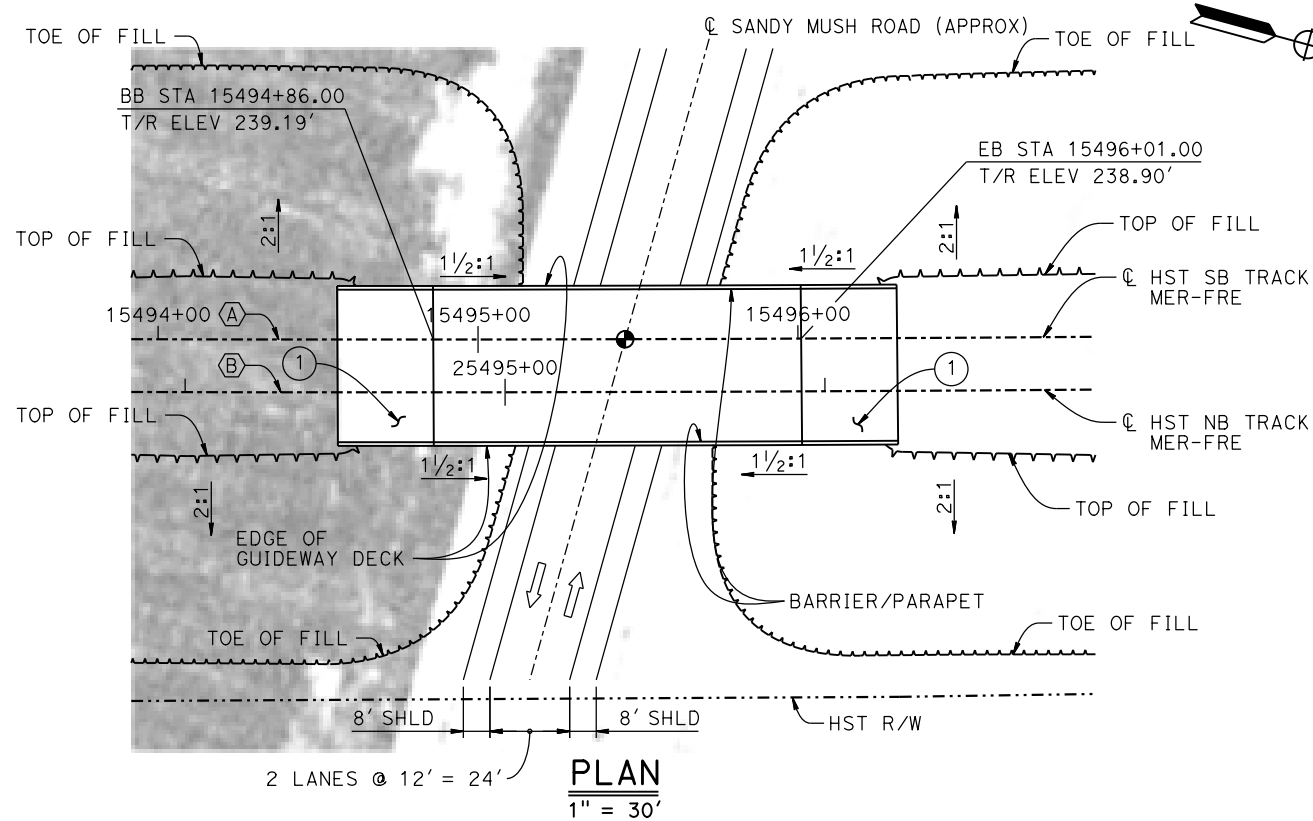 ℄ SANDY MUSH ROAD (APPROX)
TOE OF FILL
TOE OF FILL
BB STA 15494+86.00
T/R ELEV 239.19'
EB STA 15496+01.00
T/R ELEV 238.90'
2:1
2:1
TOP OF FILL
TOP OF FILL
1½:1
1½:1
℄ HST SB TRACK
MER-FRE
15494+00
A
15495+00
15496+00
B
1
25495+00
1
TOP OF FILL
℄ HST NB TRACK
MER-FRE
1½:1
1½:1
2:1
2:1
TOP OF FILL
EDGE OF
GUIDEWAY DECK
BARRIER/PARAPET
TOE OF FILL
TOE OF FILL
8' SHLD
8' SHLD
HST R/W
2 LANES @ 12' = 24'
PLAN
1" = 30'